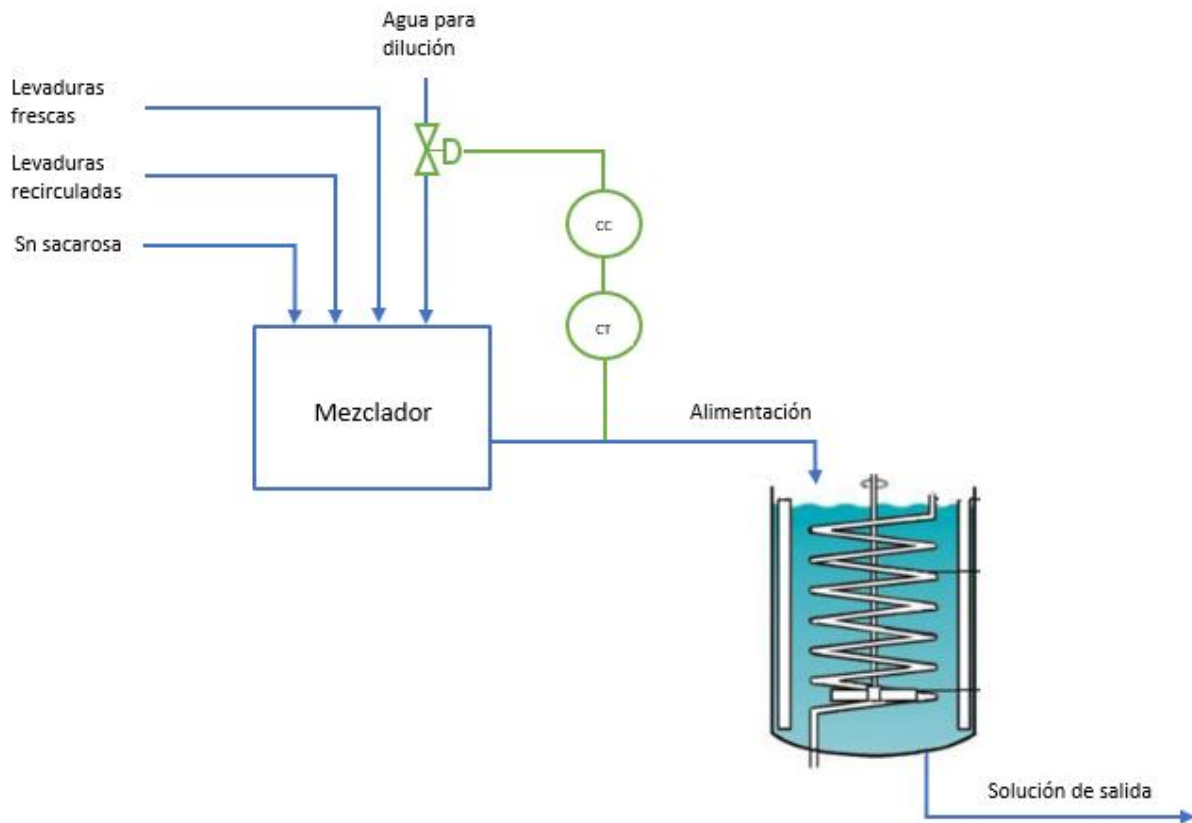 Agua para
dilución
Levaduras
frescas
Levaduras
recirculadas
Sn sacarosa
CC
CT
Mezclador
Alimentación
Solución de salida